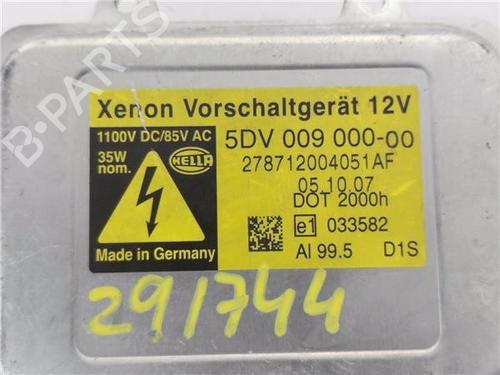 B-PARTS
Xenon Vorschaltgerät 12V
1100V DC/85V AC
35W
nom.
HELLA
5DV 009 000-00
278712004051AF
05.10.07
DOT 2000h
e1 033582
Made in Germany
Al 99.5 D1S
291744